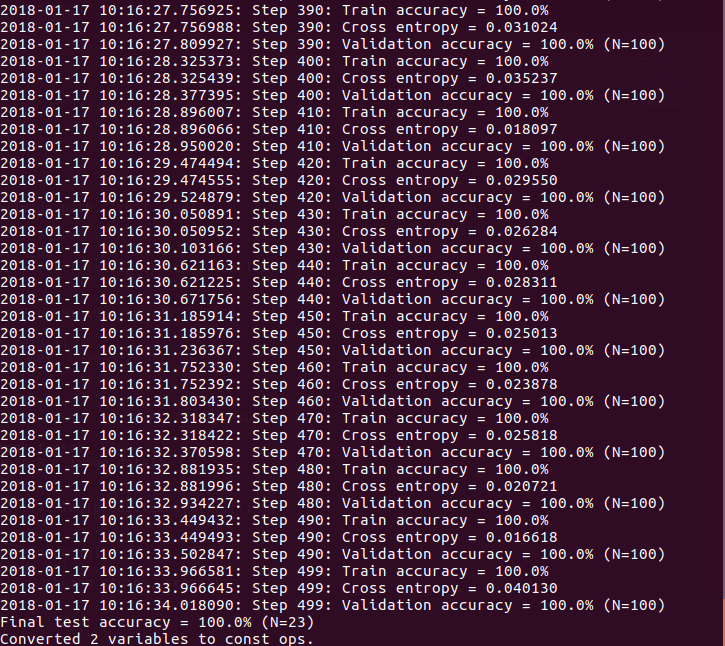 2018-01-17 10:16:27.756925: Step 390: Train accuracy = 100.0%
2018-01-17 10:16:27.756988: Step 390: Cross entropy = 0.031024
2018-01-17 10:16:27.809927: Step 390: Validation accuracy = 100.0% (N=100)
2018-01-17 10:16:28.325373: Step 400: Train accuracy = 100.0%
2018-01-17 10:16:28.325439: Step 400: Cross entropy = 0.035237
2018-01-17 10:16:28.377395: Step 400: Validation accuracy = 100.0% (N=100)
2018-01-17 10:16:28.896007: Step 410: Train accuracy = 100.0%
2018-01-17 10:16:28.896066: Step 410: Cross entropy = 0.018097
2018-01-17 10:16:28.950020: Step 410: Validation accuracy = 100.0% (N=100)
2018-01-17 10:16:29.474494: Step 420: Train accuracy = 100.0%
2018-01-17 10:16:29.474555: Step 420: Cross entropy = 0.029550
2018-01-17 10:16:29.524879: Step 420: Validation accuracy = 100.0% (N=100)
2018-01-17 10:16:30.050891: Step 430: Train accuracy = 100.0%
2018-01-17 10:16:30.050952: Step 430: Cross entropy = 0.026284
2018-01-17 10:16:30.103166: Step 430: Validation accuracy = 100.0% (N=100)
2018-01-17 10:16:30.621163: Step 440: Train accuracy = 100.0%
2018-01-17 10:16:30.621225: Step 440: Cross entropy = 0.028311
2018-01-17 10:16:30.671756: Step 440: Validation accuracy = 100.0% (N=100)
2018-01-17 10:16:31.185914: Step 450: Train accuracy = 100.0%
2018-01-17 10:16:31.185976: Step 450: Cross entropy = 0.025013
2018-01-17 10:16:31.236367: Step 450: Validation accuracy = 100.0% (N=100)
2018-01-17 10:16:31.752330: Step 460: Train accuracy = 100.0%
2018-01-17 10:16:31.752392: Step 460: Cross entropy = 0.023878
2018-01-17 10:16:31.803430: Step 460: Validation accuracy = 100.0% (N=100)
2018-01-17 10:16:32.318347: Step 470: Train accuracy = 100.0%
2018-01-17 10:16:32.318422: Step 470: Cross entropy = 0.025818
2018-01-17 10:16:32.370598: Step 470: Validation accuracy = 100.0% (N=100)
2018-01-17 10:16:32.881935: Step 480: Train accuracy = 100.0%
2018-01-17 10:16:32.881996: Step 480: Cross entropy = 0.020721
2018-01-17 10:16:32.934227: Step 480: Validation accuracy = 100.0% (N=100)
2018-01-17 10:16:33.449432: Step 490: Train accuracy = 100.0%
2018-01-17 10:16:33.449493: Step 490: Cross entropy = 0.016618
2018-01-17 10:16:33.502847: Step 490: Validation accuracy = 100.0% (N=100)
2018-01-17 10:16:33.966581: Step 499: Train accuracy = 100.0%
2018-01-17 10:16:33.966645: Step 499: Cross entropy = 0.040130
2018-01-17 10:16:34.018090: Step 499: Validation accuracy = 100.0% (N=100)
Final test accuracy = 100.0% (N=23)
Converted 2 variables to const ops.